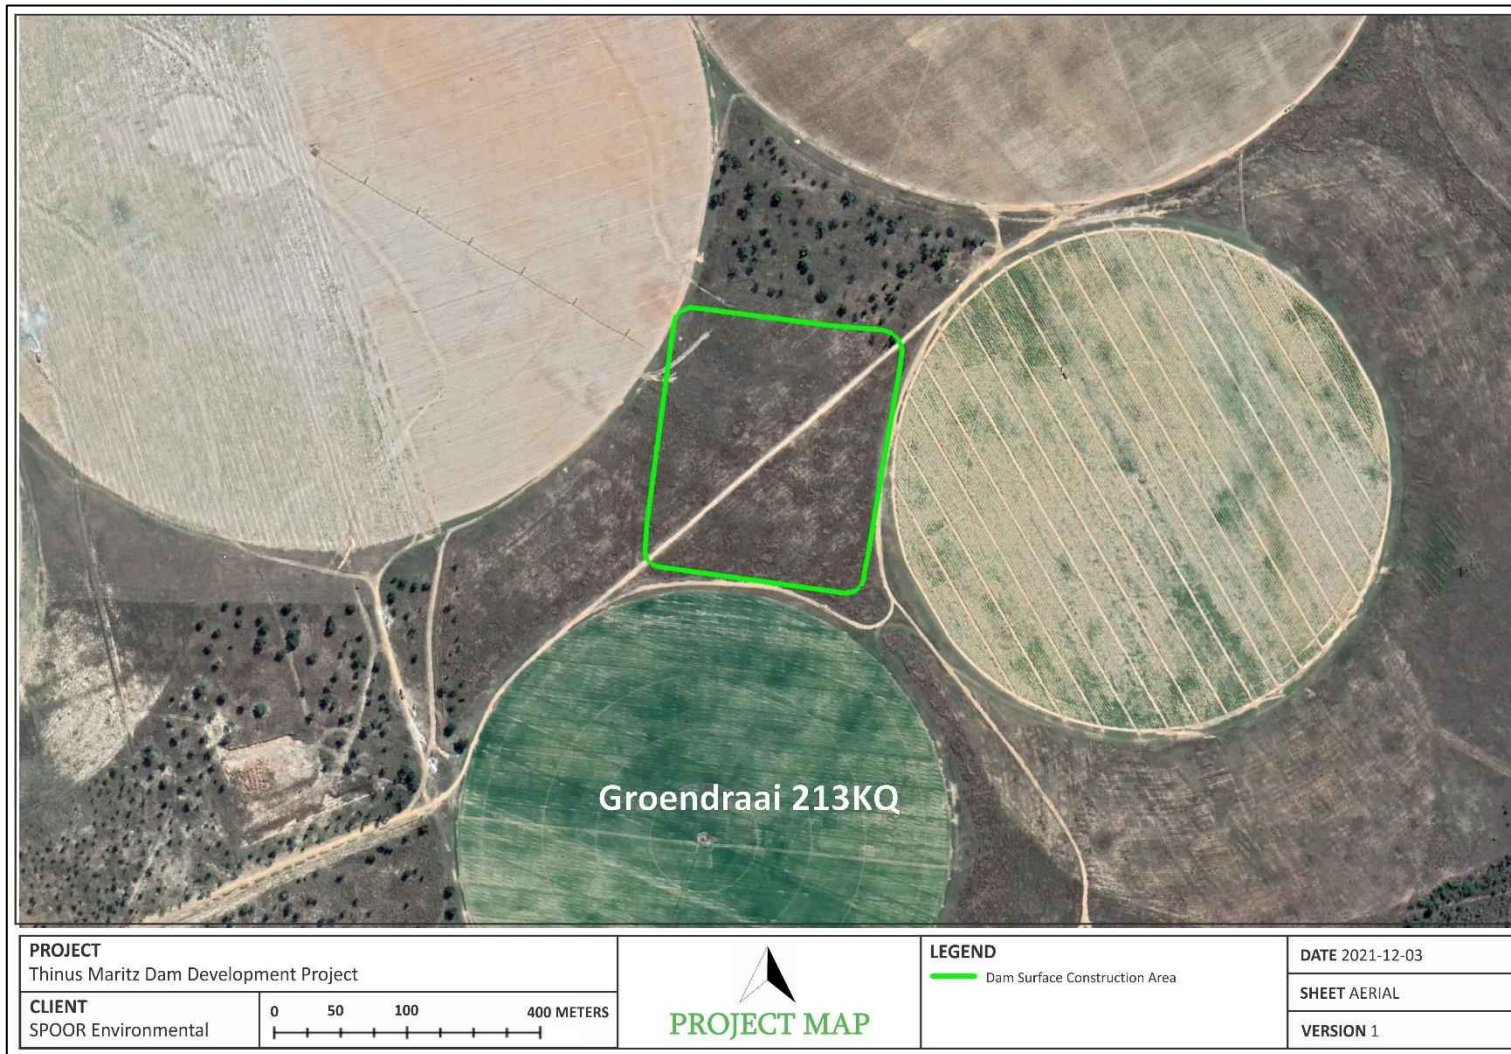 Groendraai 213KQ
PROJECT
Thinus Maritz Dam Development Project
CLIENT
SPOOR Environmental
0 50 100 400 METERS
PROJECT MAP
LEGEND
Dam Surface Construction Area
DATE 2021-12-03
SHEET AERIAL
VERSION 1